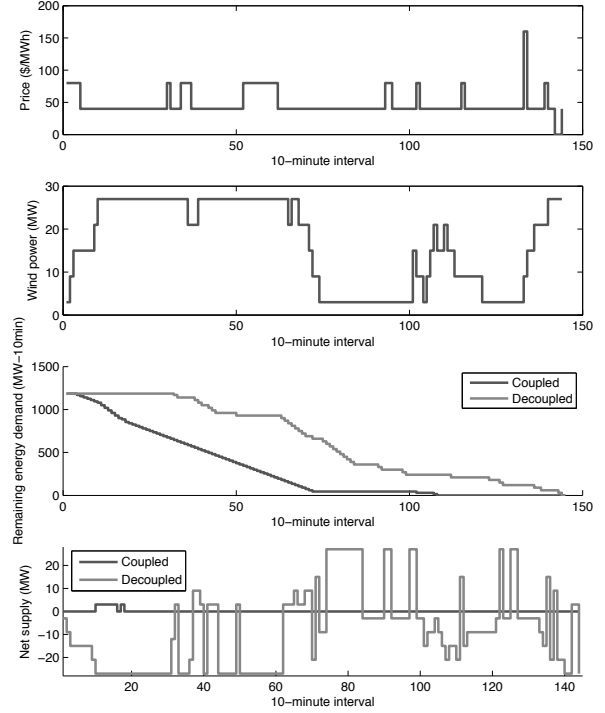 200
150
100
50
0
Price ($/MWh)
0 50 100 150
10−minute interval
30
20
10
0
Wind power (MW)
0 50 100 150
10−minute interval
1500
1000
500
0
Remaining energy demand (MW−10min)
Coupled
Decoupled
0 50 100 150
10−minute interval
20
10
0
−10
−20
Net supply (MW)
Coupled
Decoupled
20 40 60 80 100 120 140
10−minute interval